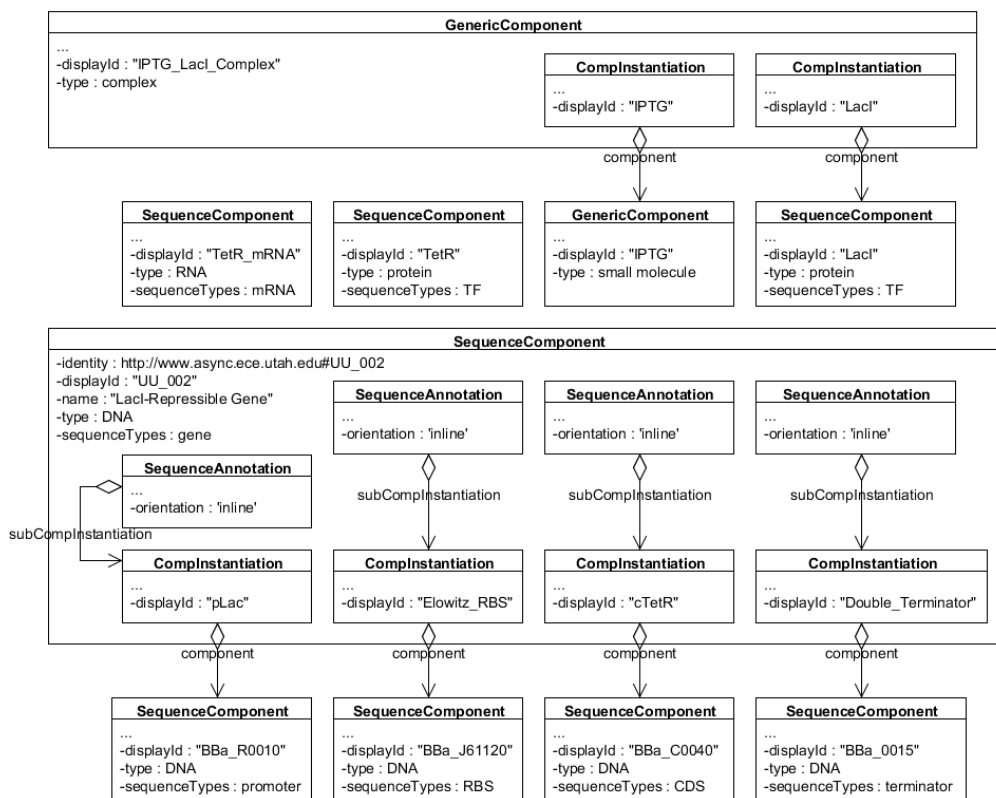 GenericComponent
...
-displayId : "IPTG_LacI_Complex"
-type : complex
CompInstantiation
...
-displayId : "IPTG"
CompInstantiation
...
-displayId : "LacI"
component
component
SequenceComponent
...
-displayId : "TetR_mRNA"
-type : RNA
-sequenceTypes : mRNA
SequenceComponent
...
-displayId : "TetR"
-type : protein
-sequenceTypes : TF
GenericComponent
...
-displayId : "IPTG"
-type : small molecule
SequenceComponent
...
-displayId : "LacI"
-type : protein
-sequenceTypes : TF
SequenceComponent
-identity : http://www.async.ece.utah.edu#UU_002
-displayId : "UU_002"
-name : "LacI-Repressible Gene"
-type : DNA
-sequenceTypes : gene
SequenceAnnotation
...
-orientation : 'inline'
SequenceAnnotation
...
-orientation : 'inline'
SequenceAnnotation
...
-orientation : 'inline'
SequenceAnnotation
...
-orientation : 'inline'
subCompInstantiation
subCompInstantiation
subCompInstantiation
subCompInstantiation
CompInstantiation
...
-displayId : "pLac"
CompInstantiation
...
-displayId : "Elowitz_RBS"
CompInstantiation
...
-displayId : "cTetR"
CompInstantiation
...
-displayId : "Double_Terminator"
component
component
component
component
SequenceComponent
...
-displayId : "BBa_R0010"
-type : DNA
-sequenceTypes : promoter
SequenceComponent
...
-displayId : "BBa_J61120"
-type : DNA
-sequenceTypes : RBS
SequenceComponent
...
-displayId : "BBa_C0040"
-type : DNA
-sequenceTypes : CDS
SequenceComponent
...
-displayId : "BBa_0015"
-type : DNA
-sequenceTypes : terminator